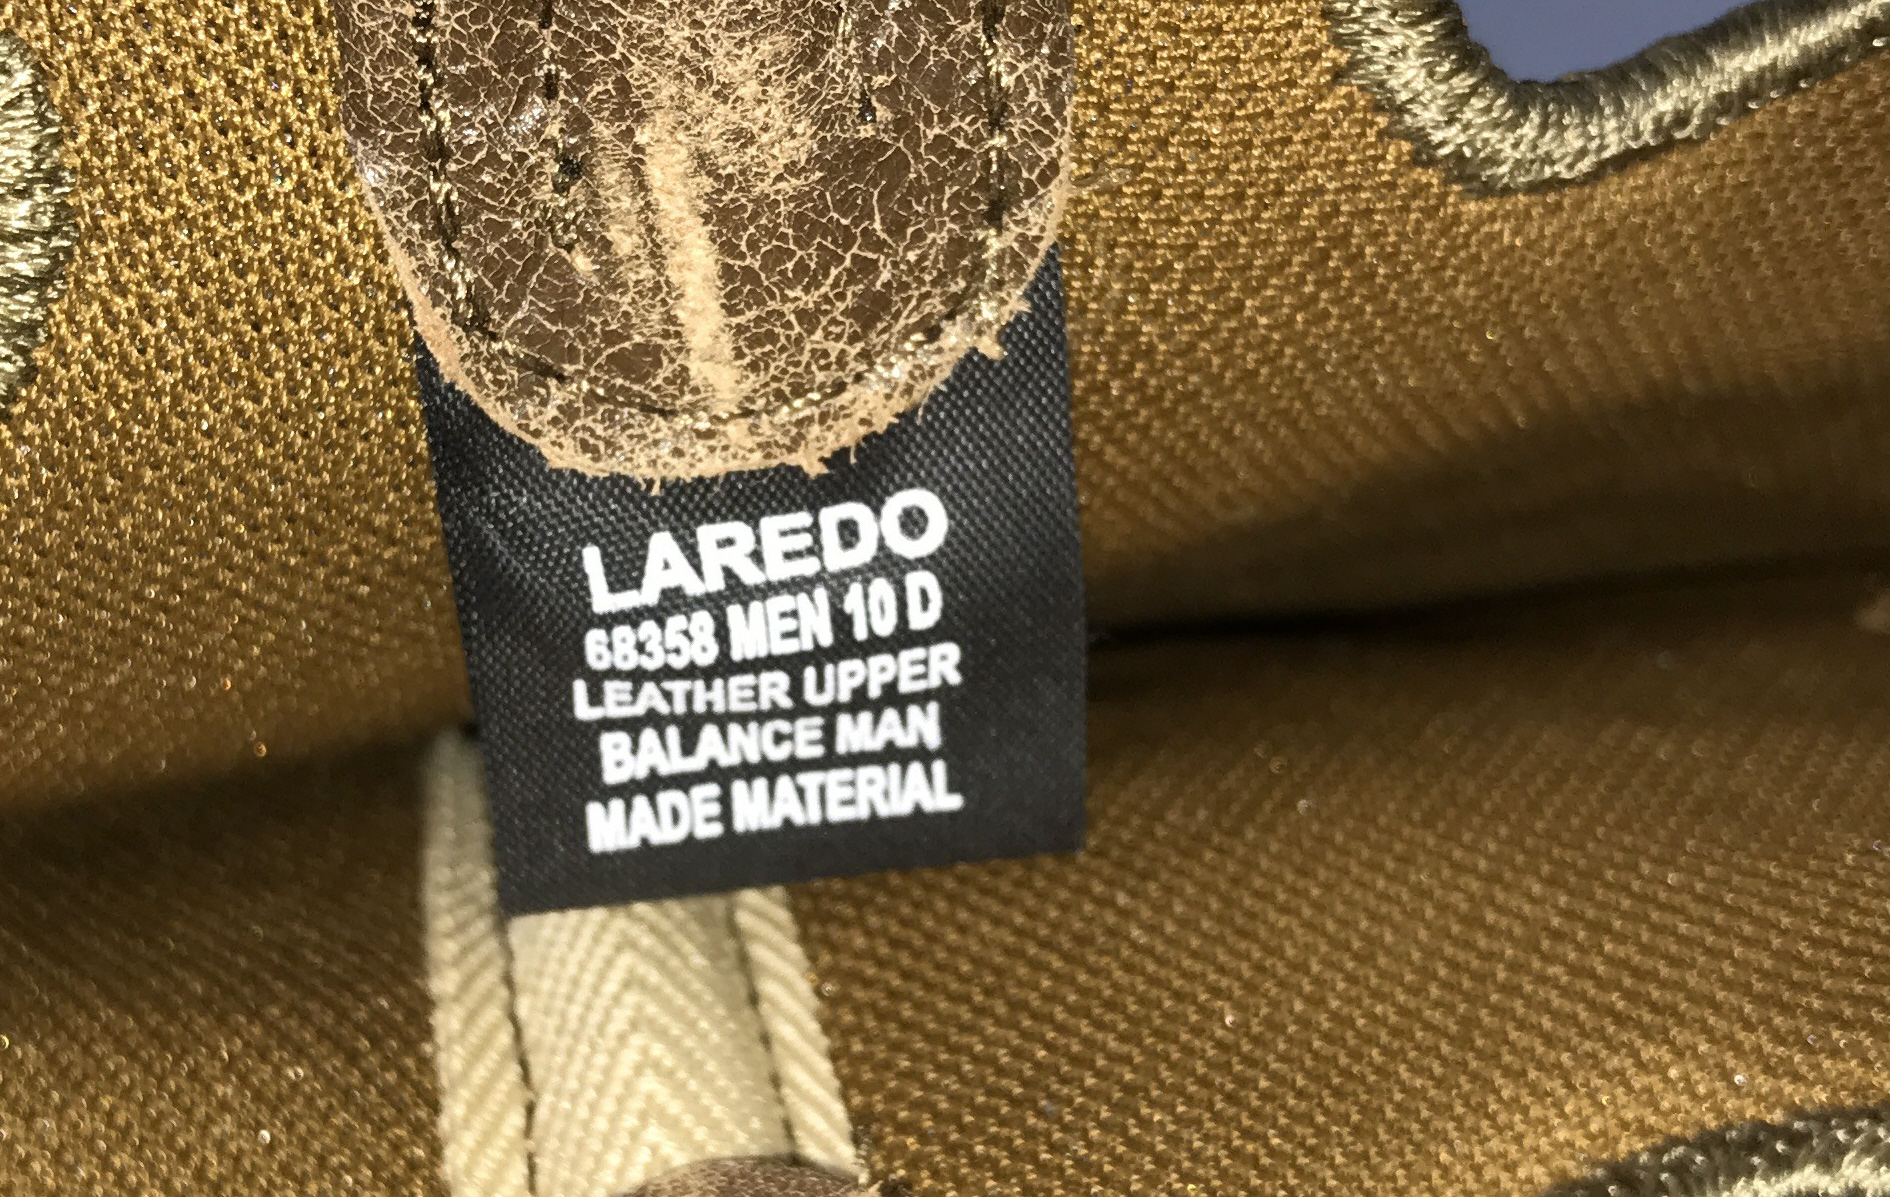 LAREDO
68358 MEN 10 D
LEATHER UPPER
BALANCE MAN
MADE MATERIAL